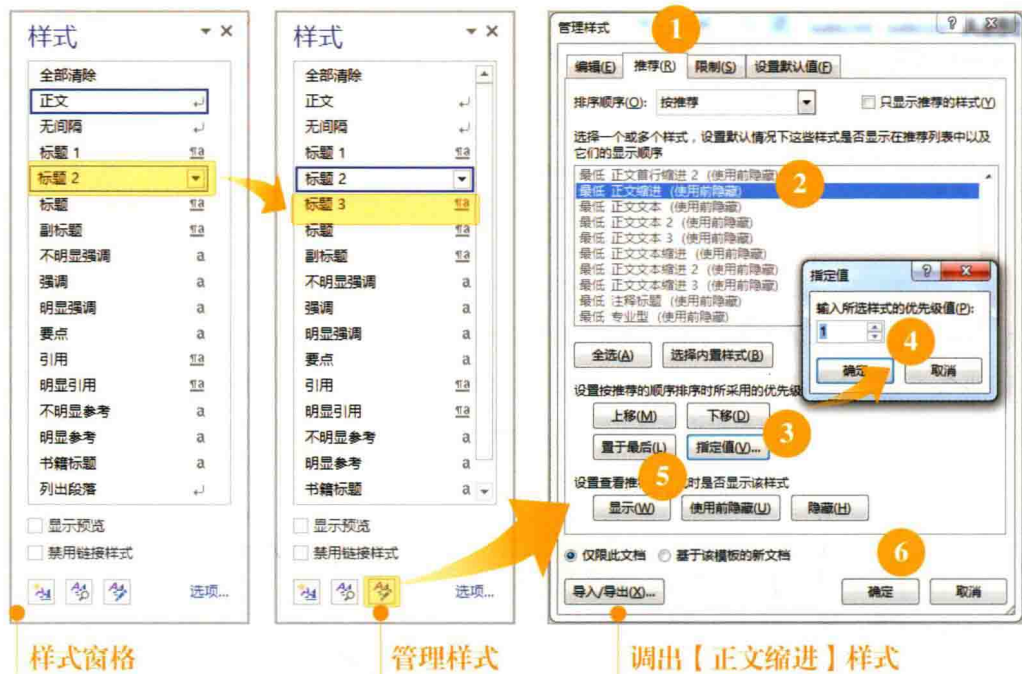 样式
全部清除
正文
无间隔
标题 1
标题 2
标题
副标题
不明显强调
强调
明显强调
要点
引用
明显引用
不明显参考
明显参考
书籍标题
列出段落
显示预览
禁用链接样式
选项...
样式窗格
样式
全部清除
正文
无间隔
标题 1
标题 2
标题 3
标题
副标题
不明显强调
强调
明显强调
要点
引用
明显引用
不明显参考
明显参考
书籍标题
显示预览
禁用链接样式
选项...
管理样式
管理样式
1
编辑(E) 推荐(R) 限制(S) 设置默认值(F)
排序顺序(O): 按推荐 只显示推荐的样式(Y)
选择一个或多个样式，设置默认情况下这些样式是否显示在推荐列表中以及
它们的显示顺序
最低 正文首行缩进 2 (使用前隐藏)
最低 正文缩进 (使用前隐藏)
2
最低 正文文本 (使用前隐藏)
最低 正文文本 2 (使用前隐藏)
最低 正文文本 3 (使用前隐藏)
最低 正文文本缩进 (使用前隐藏)
最低 正文文本缩进 2 (使用前隐藏)
最低 正文文本缩进 3 (使用前隐藏)
最低 注释标题 (使用前隐藏)
最低 专业型 (使用前隐藏)
指定值
输入所选样式的优先级值(P):
1
4
确定 取消
全选(A) 选择内置样式(B)
设置按推荐的顺序排序时所采用的优先级
上移(M) 下移(D)
3
置于最后(L) 指定值(V)...
5
设置查看推 时是否显示该样式
显示(W) 使用前隐藏(U) 隐藏(H)
仅限此文档 基于该模板的新文档
6
导入/导出(X)... 确定 取消
调出【正文缩进】样式